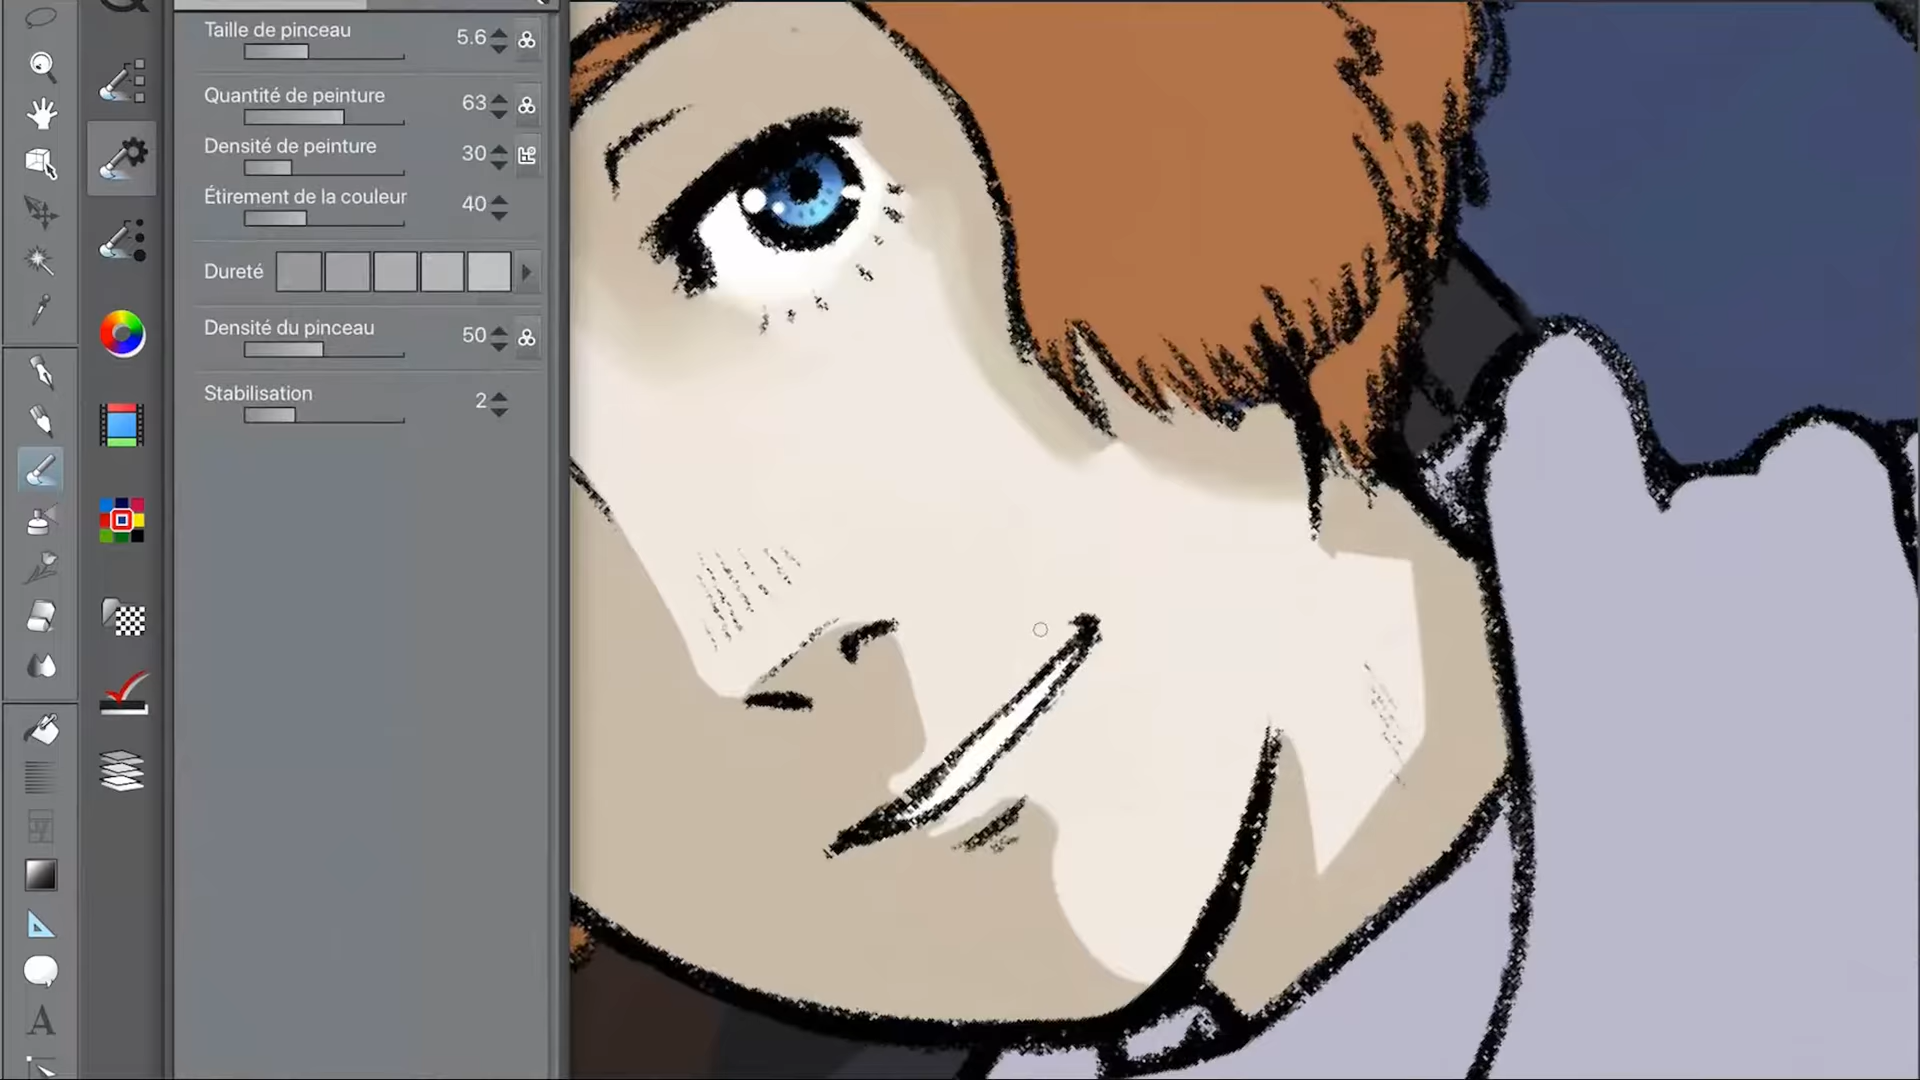 Taille de pinceau 5.6
Quantité de peinture 63
Densité de peinture 30
Étirement de la couleur 40
Dureté
Densité du pinceau 50
Stabilisation 2
A